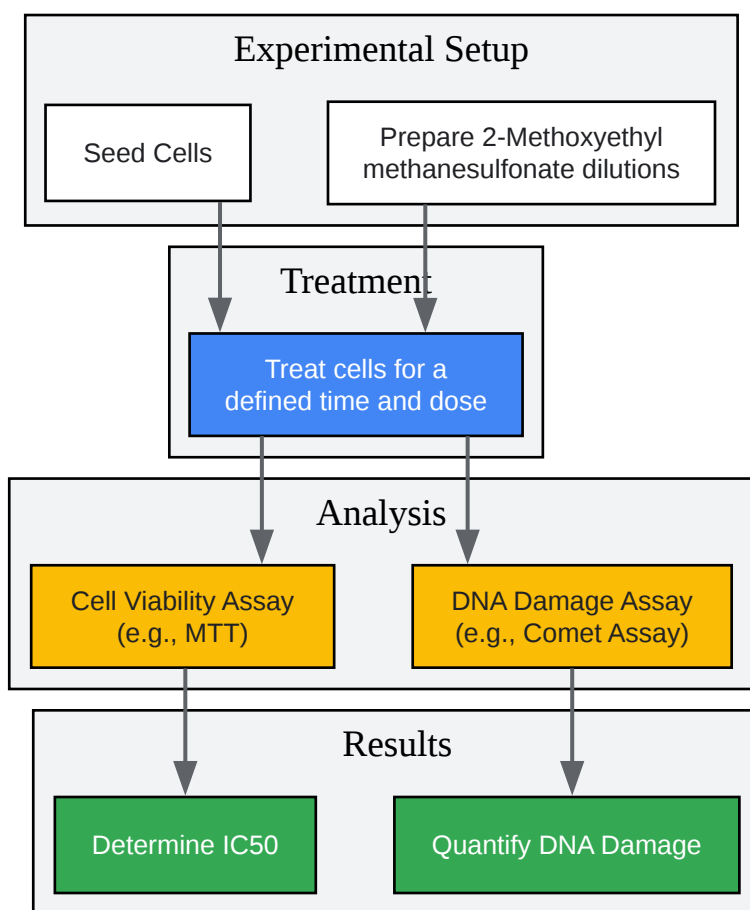 Experimental Setup
Seed Cells
Prepare 2-Methoxyethyl
methanesulfonate dilutions
Treatment
Treat cells for a
defined time and dose
Analysis
Cell Viability Assay
(e.g., MTT)
DNA Damage Assay
(e.g., Comet Assay)
Results
Determine IC50
Quantify DNA Damage